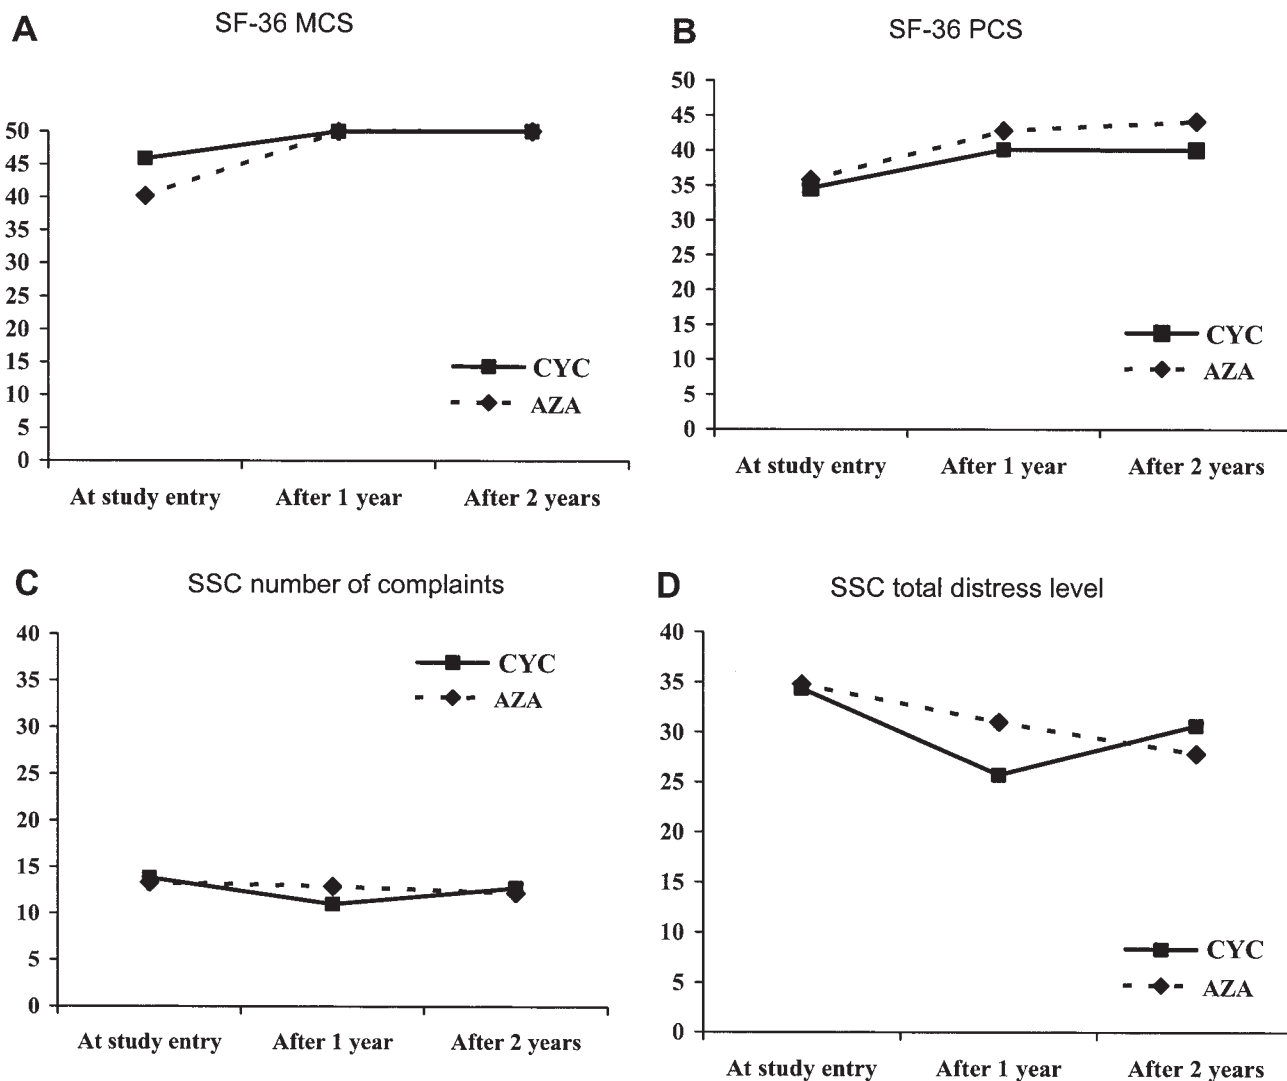 A SF-36 MCS
50
45
40
35
30
25
20
15
10
5
0
CYC
AZA
At study entry After 1 year After 2 years
B SF-36 PCS
50
45
40
35
30
25
20
15
10
5
0
CYC
AZA
At study entry After 1 year After 2 years
C SSC number of complaints
40
35
30
25
20
15
10
5
0
CYC
AZA
At study entry After 1 year After 2 years
D SSC total distress level
40
35
30
25
20
15
10
5
0
CYC
AZA
At study entry After 1 year After 2 years